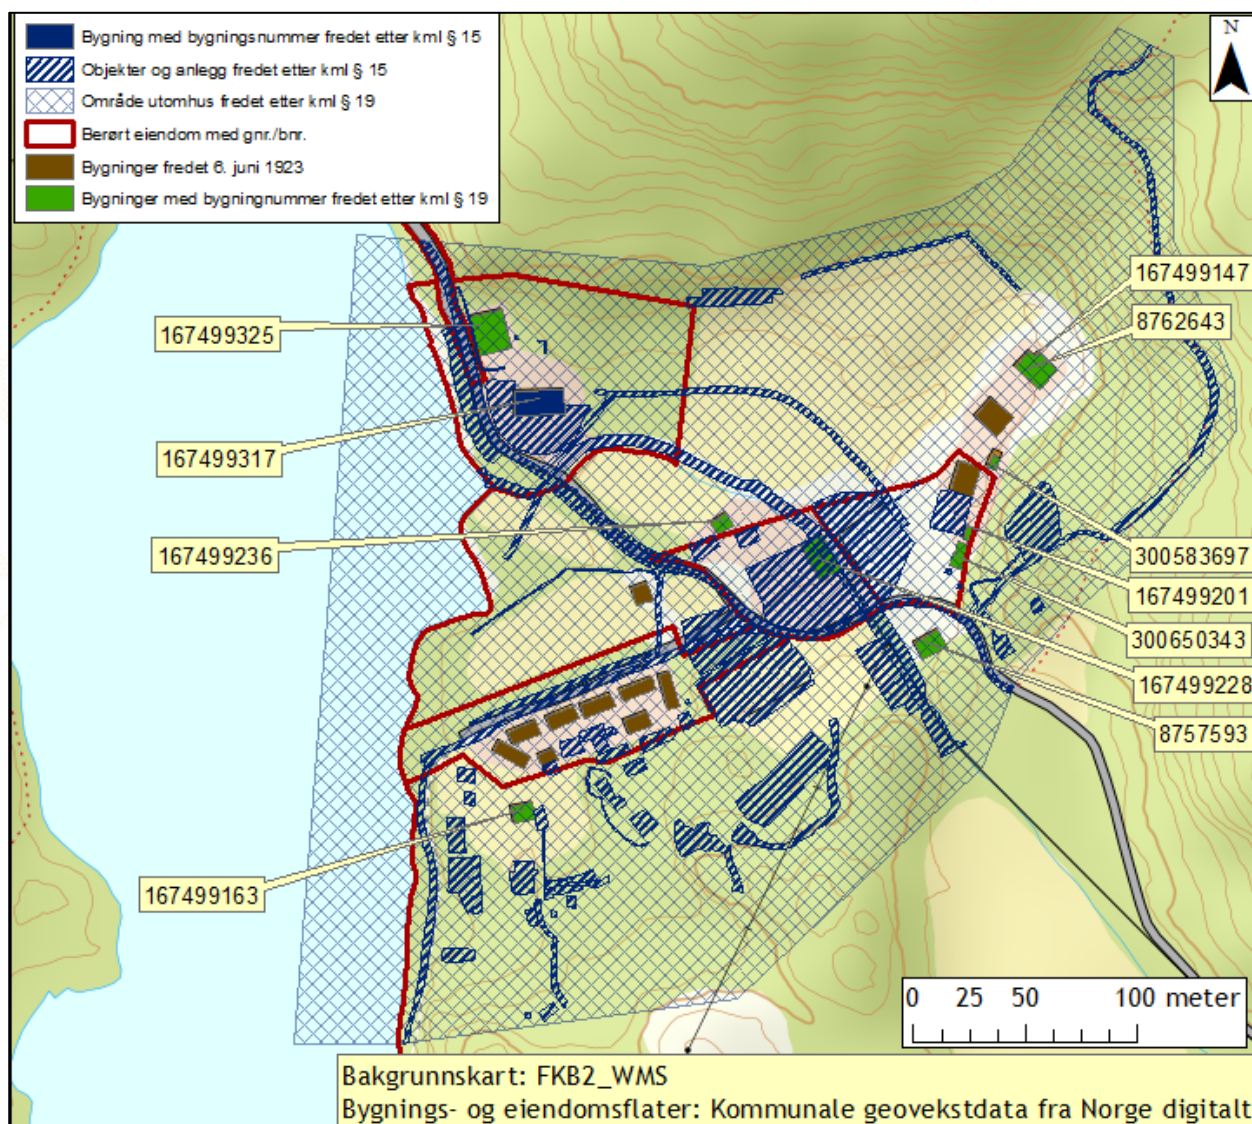 Bygning med bygningsnummer fredet etter kml § 15
Objekter og anlegg fredet etter kml § 15
Område utomhus fredet etter kml § 19
Berørt eiendom med gnr./bnr.
Bygninger fredet 6. juni 1923
Bygninger med bygningnummer fredet etter kml § 19
N
167499147
8762643
167499325
167499317
167499236
300583697
167499201
300650343
167499228
8757593
167499163
0 25 50 100 meter
Bakgrunnskart: FKB2_WMS
Bygnings- og eiendomsflater: Kommunale geovekstdata fra Norge digitalt